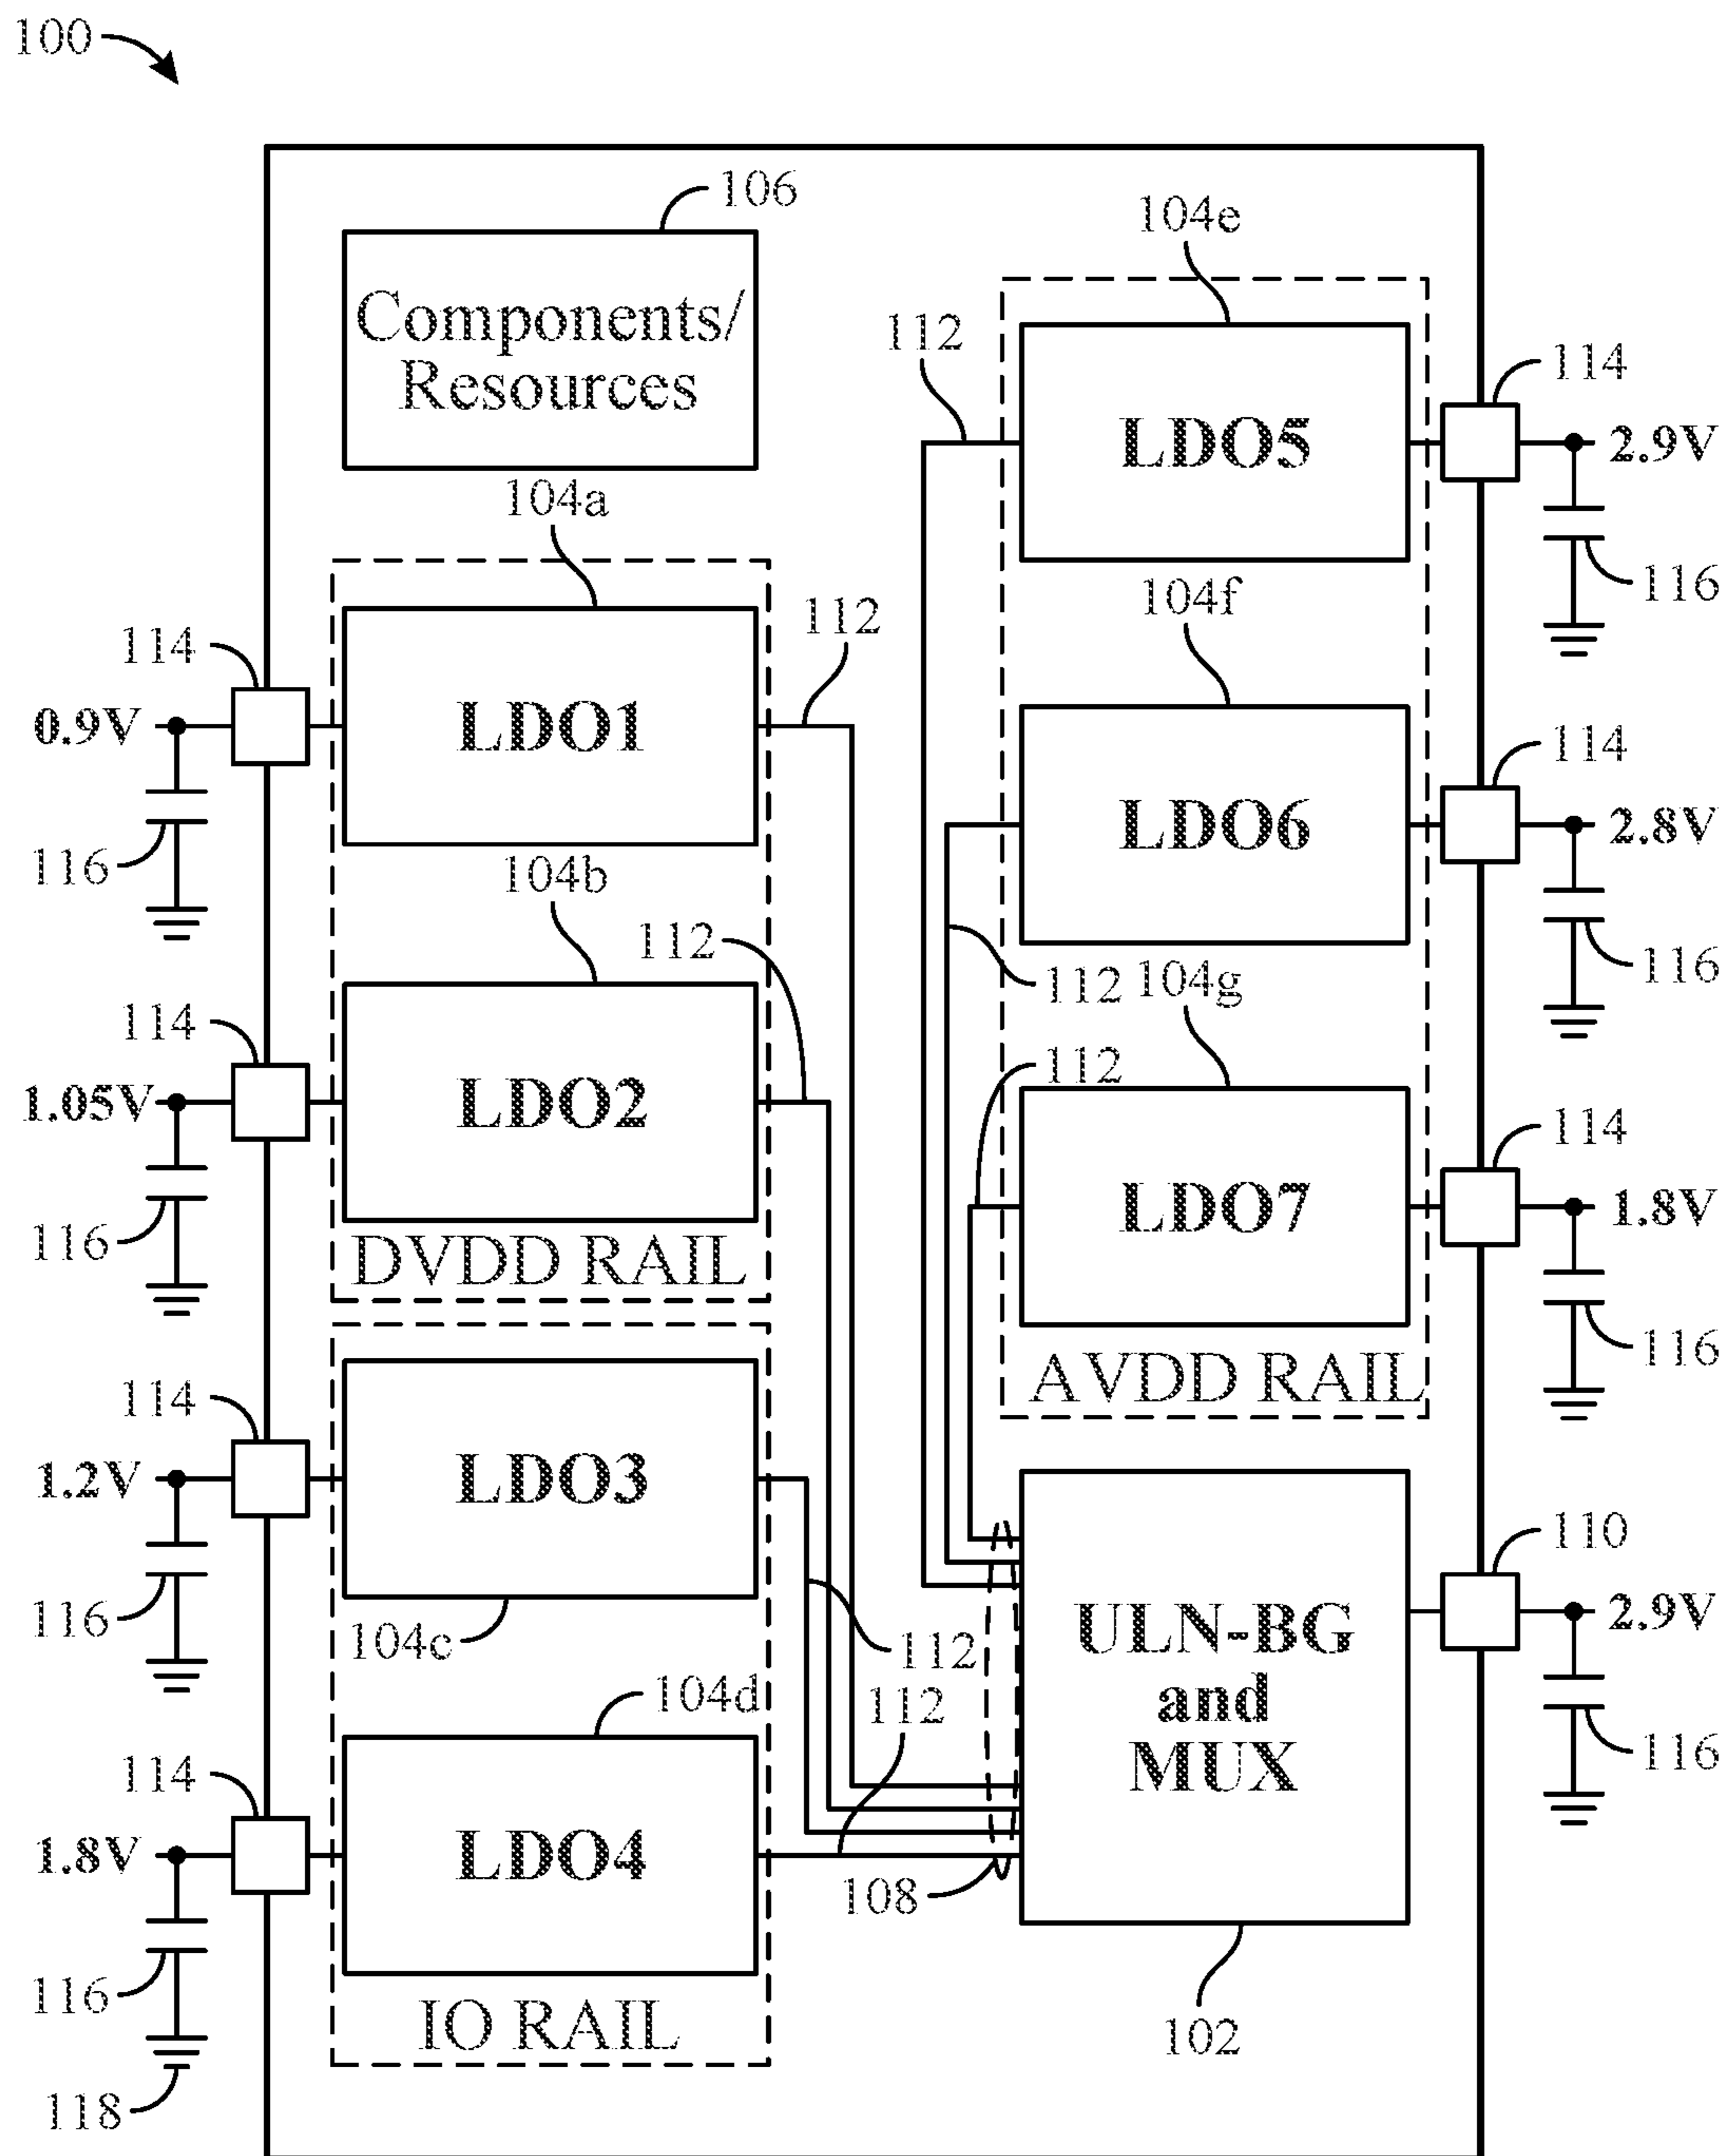 100
106
Components/
Resources
104e
112
LDO5
114
2.9V
116
104a
112
114
LDO1
0.9V
116
104f
LDO6
114
2.8V
116
112
104b
112
114
LDO2
1.05V
116
DVDD RAIL
104g
112
LDO7
114
1.8V
116
AVDD RAIL
114
LDO3
1.2V
116
104c
112
104d
112
114
LDO4
1.8V
116
IO RAIL
118
108
ULN-BG
and
MUX
110
2.9V
116
102